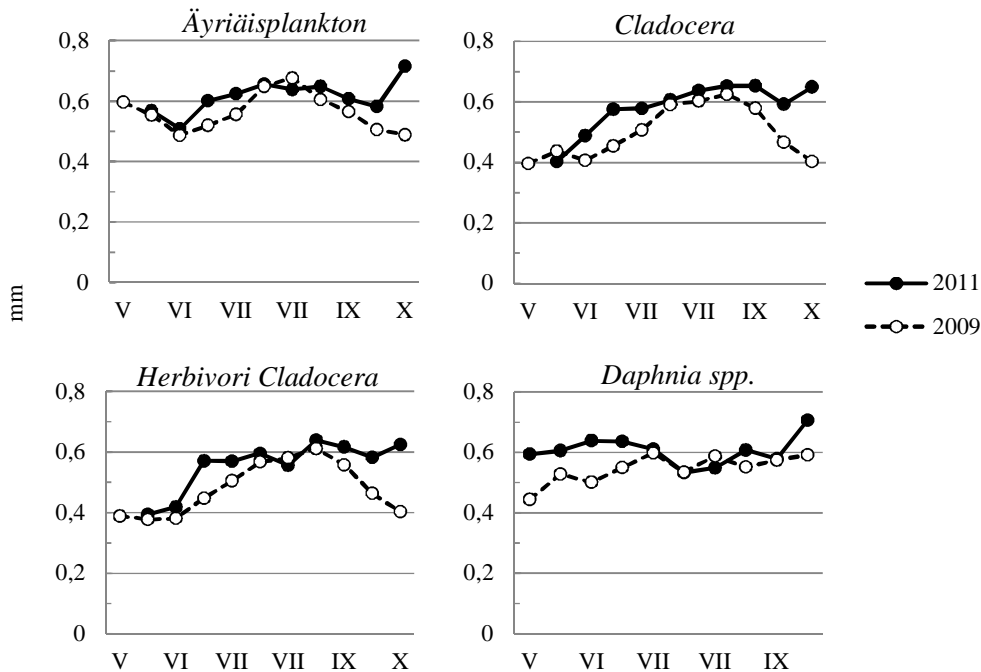 Äyriäisplankton
0,8
0,6
0,4
0,2
0
V VI VII VII IX X
Cladocera
0,8
0,6
0,4
0,2
0
V VI VII VII IX X
mm
2011
2009
Herbivori Cladocera
0,8
0,6
0,4
0,2
0
V VI VII VII IX X
Daphnia spp.
0,8
0,6
0,4
0,2
0
V VI VII VII IX